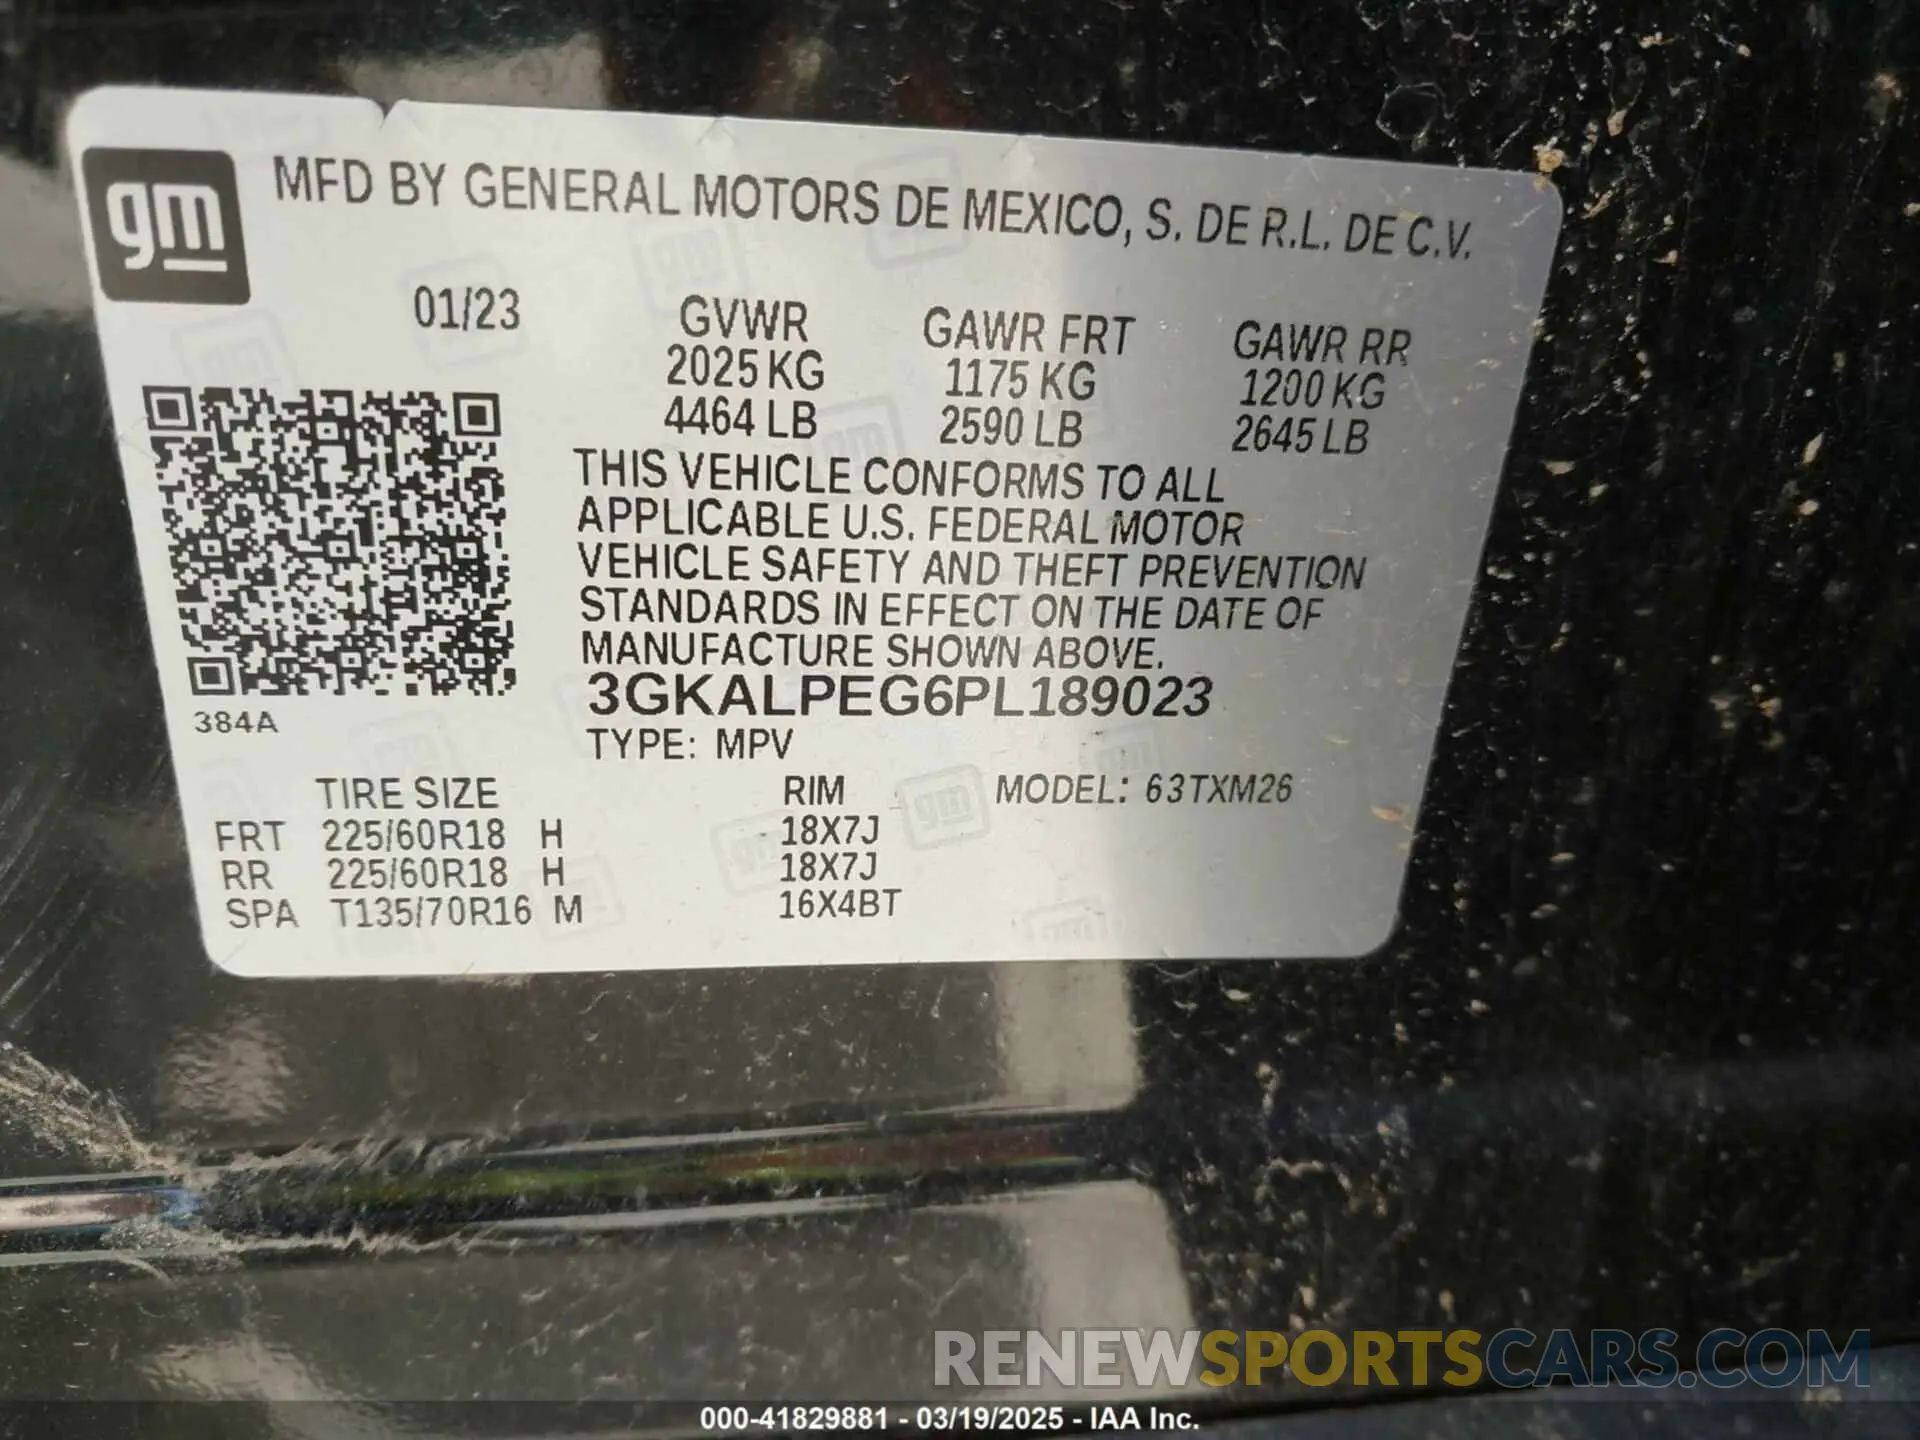 gm
MFD BY GENERAL MOTORS DE MEXICO, S. DE R.L. DE C.V.
01/23
GVWR
2025 KG
4464 LB
GAWR FRT
1175 KG
2590 LB
GAWR RR
1200 KG
2645 LB
THIS VEHICLE CONFORMS TO ALL
APPLICABLE U.S. FEDERAL MOTOR
VEHICLE SAFETY AND THEFT PREVENTION
STANDARDS IN EFFECT ON THE DATE OF
MANUFACTURE SHOWN ABOVE.
3GKALPEG6PL189023
384A
TYPE: MPV
TIRE SIZE RIM MODEL: 63TXM26
FRT 225/60R18 H 18X7J
RR 225/60R18 H 18X7J
SPA T135/70R16 M 16X4BT
RENEWSPORTSCARS.COM
000-41829881 - 03/19/2025 - IAA Inc.